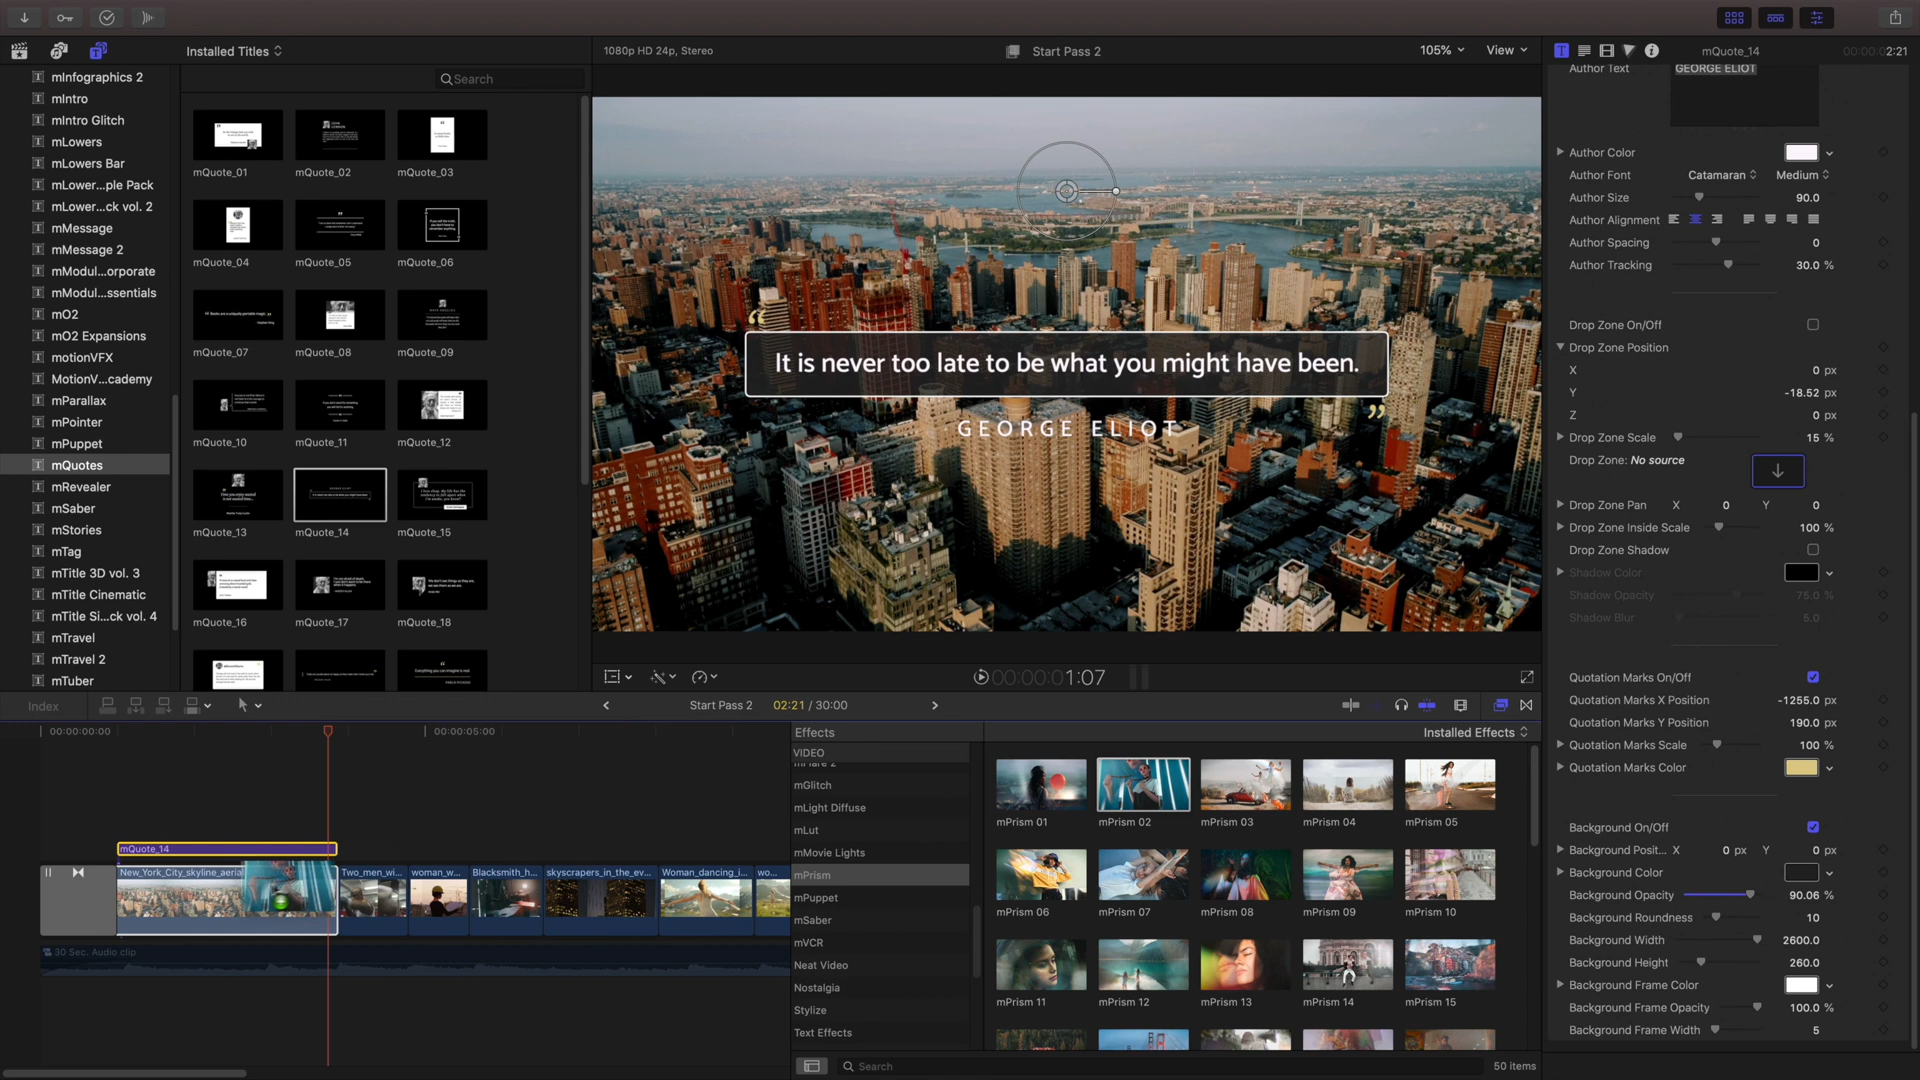 Installed Titles
1080p HD 24p, Stereo
Start Pass 2
105%
View
mQuote_14
00:00:00:02:21
Search
mInfographics 2
mIntro
mIntro Glitch
mLowers
mLowers Bar
mLower...ple Pack
mLower...ck vol. 2
mMessage
mMessage 2
mModul...orporate
mModul...ssentials
mO2
mO2 Expansions
motionVFX
MotionV...cademy
mParallax
mPointer
mPuppet
mQuotes
mRevealer
mSaber
mStories
mTag
mTitle 3D vol. 3
mTitle Cinematic
mTitle Si...ck vol. 4
mTravel
mTravel 2
mTuber
mQuote_01
mQuote_02
mQuote_03
mQuote_04
mQuote_05
mQuote_06
mQuote_07
mQuote_08
mQuote_09
mQuote_10
mQuote_11
mQuote_12
mQuote_13
mQuote_14
mQuote_15
mQuote_16
mQuote_17
mQuote_18
“
It is never too late to be what you might have been.
”
GEORGE ELIOT
00:00:00:01:07
Author Text
GEORGE ELIOT
Author Color
Author Font Catamaran Medium
Author Size 90.0
Author Alignment
Author Spacing 0
Author Tracking 30.0 %
Drop Zone On/Off
Drop Zone Position
X 0 px
Y -18.52 px
Z 0 px
Drop Zone Scale 15 %
Drop Zone: No source
Drop Zone Pan X 0 Y 0
Drop Zone Inside Scale 100 %
Drop Zone Shadow
Shadow Color
Shadow Opacity 75.0 %
Shadow Blur 5.0
Quotation Marks On/Off
Quotation Marks X Position -1255.0 px
Quotation Marks Y Position 190.0 px
Quotation Marks Scale 100 %
Quotation Marks Color
Background On/Off
Background Posit... X 0 px Y 0 px
Background Color
Background Opacity 90.06 %
Background Roundness 10
Background Width 2600.0
Background Height 260.0
Background Frame Color
Background Frame Opacity 100.0 %
Background Frame Width 5
Index
Start Pass 2
02:21 / 30:00
00:00:00:00
00:00:05:00
mQuote_14
New_York_City_skyline_aeria
Two_men_wi...
woman_w...
Blacksmith_h...
skyscrapers_in_the_ev...
Woman_dancing_i...
wo...
30 Sec. Audio clip
Effects
Installed Effects
VIDEO
mFlare 2
mGlitch
mLight Diffuse
mLut
mMovie Lights
mPrism
mPuppet
mSaber
mVCR
Neat Video
Nostalgia
Stylize
Text Effects
mPrism 01
mPrism 02
mPrism 03
mPrism 04
mPrism 05
mPrism 06
mPrism 07
mPrism 08
mPrism 09
mPrism 10
mPrism 11
mPrism 12
mPrism 13
mPrism 14
mPrism 15
Search
50 items